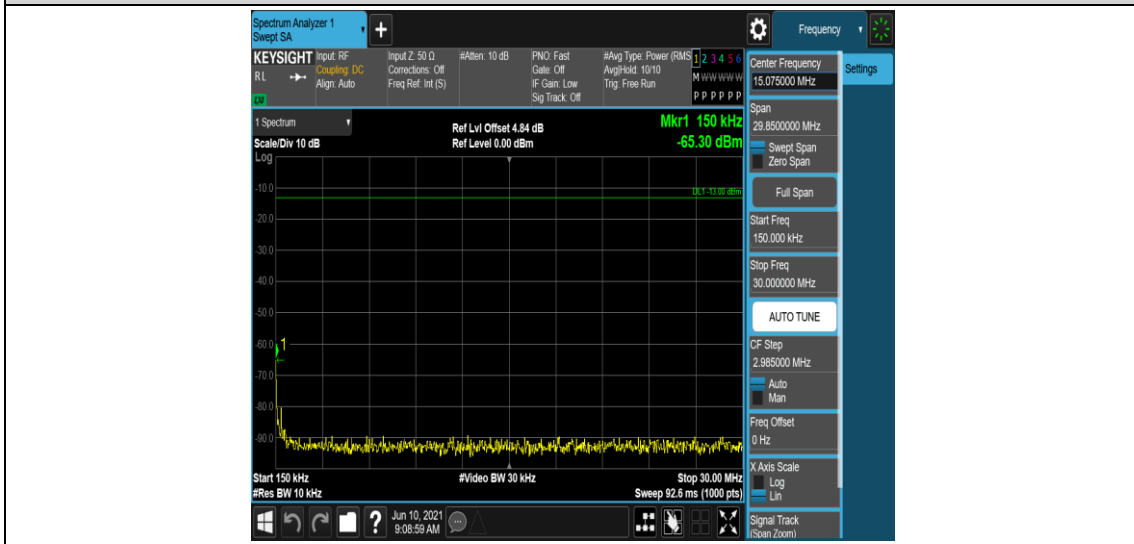 Spectrum Analyzer 1
Swept SA
+
Frequency
KEYSIGHT
RL
LXI
Input: RF
Coupling: DC
Align: Auto
Input Z: 50 Ω
Corrections: Off
Freq Ref: Int (S)
#Atten: 10 dB
PNO: Fast
Gate: Off
IF Gain: Low
Sig Track: Off
#Avg Type: Power (RMS
Avg|Hold: 10/10
Trig: Free Run
1 2 3 4 5 6
M W W W W W
P P P P P P
1 Spectrum
Scale/Div 10 dB
Log
Ref Lvl Offset 4.84 dB
Ref Level 0.00 dBm
Mkr1 150 kHz
-65.30 dBm
DL1 -13.00 dBm
-10.0
-20.0
-30.0
-40.0
-50.0
-60.0
1
-70.0
-80.0
-90.0
Start 150 kHz
#Video BW 30 kHz
Stop 30.00 MHz
#Res BW 10 kHz
Sweep 92.6 ms (1000 pts)
Center Frequency
15.075000 MHz
Settings
Span
29.8500000 MHz
Swept Span
Zero Span
Full Span
Start Freq
150.000 kHz
Stop Freq
30.000000 MHz
AUTO TUNE
CF Step
2.985000 MHz
Auto
Man
Freq Offset
0 Hz
X Axis Scale
Log
Lin
Signal Track
(Span Zoom)
?
Jun 10, 2021
9:08:59 AM